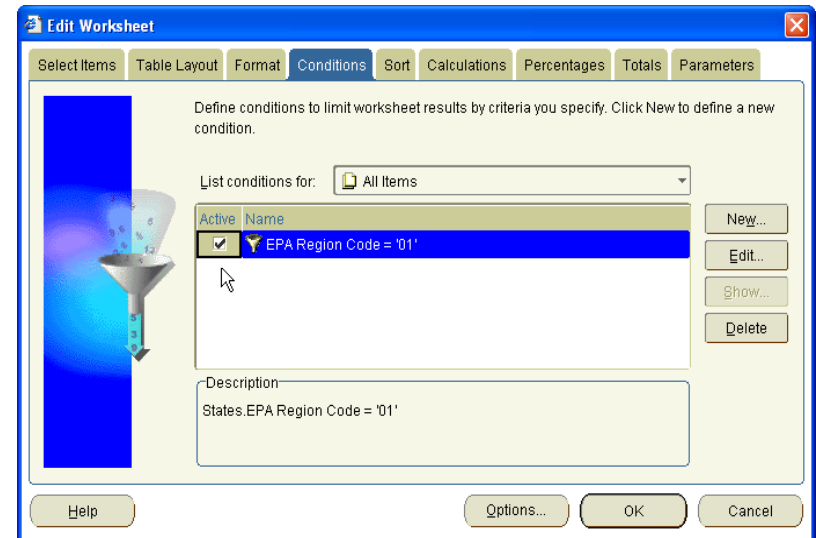 Edit Worksheet
Select Items Table Layout Format Conditions Sort Calculations Percentages Totals Parameters
Define conditions to limit worksheet results by criteria you specify. Click New to define a new
condition.
List conditions for: All Items
Active Name
New...
EPA Region Code = '01'
Edit...
Show...
Delete
Description
States.EPA Region Code = '01'
Help Options... OK Cancel